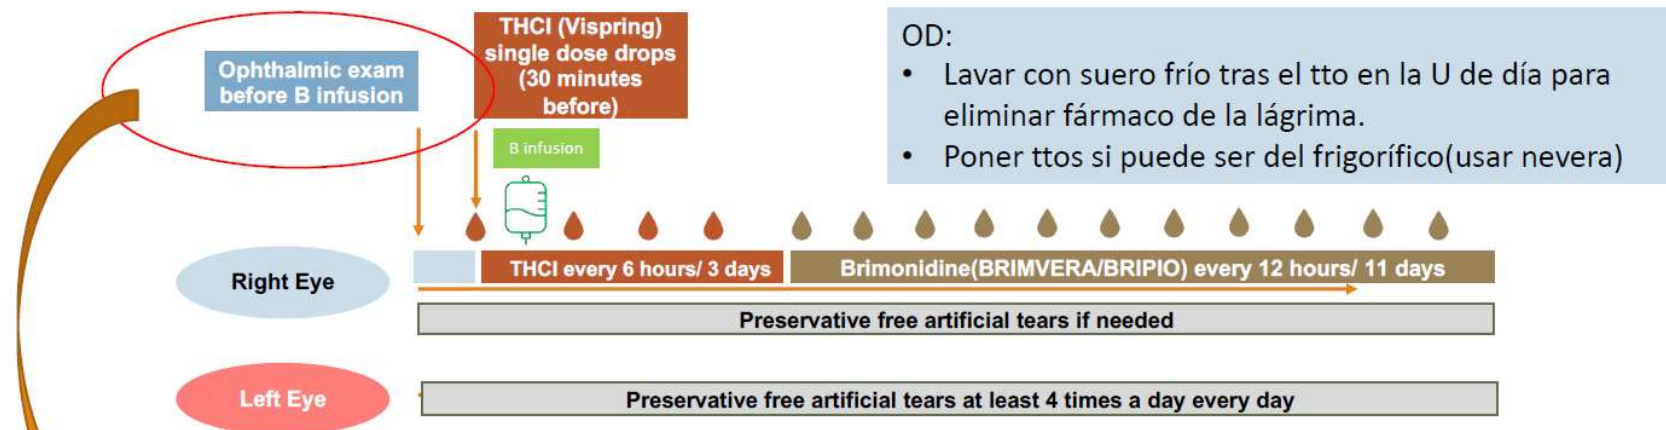 Ophthalmic exam
before B infusion
THCI (Vispring)
single dose drops
(30 minutes
before)
B infusion
OD:
• Lavar con suero frío tras el tto en la U de día para
eliminar fármaco de la lágrima.
• Poner ttos si puede ser del frigorífico(usar nevera)
Right Eye
THCI every 6 hours/ 3 days
Brimonidine(BRIMVERA/BRIPIO) every 12 hours/ 11 days
Preservative free artificial tears if needed
Left Eye
Preservative free artificial tears at least 4 times a day every day